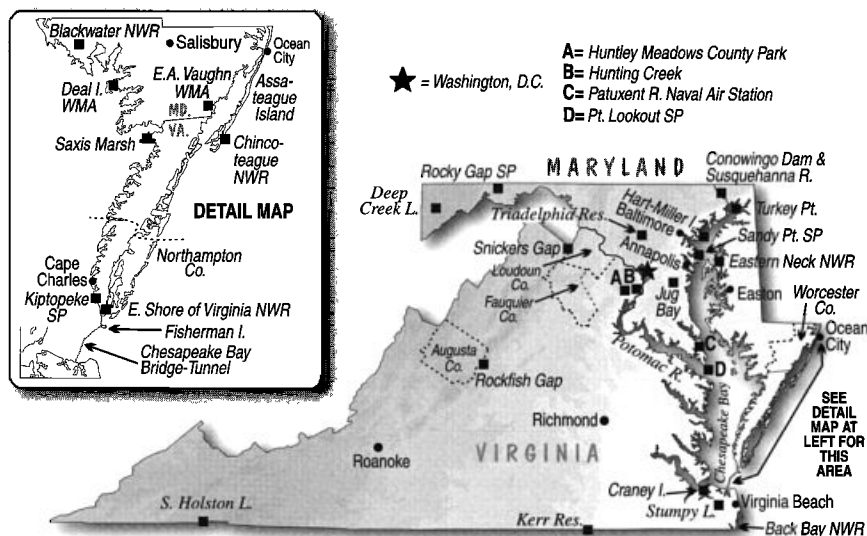 Blackwater NWR
Salisbury
Ocean
City
Deal I.
WMA
E.A. Vaughn
WMA
Assa-
teague
Island
MD.
VA.
Saxis Marsh
Chinco-
teague
NWR
DETAIL MAP
Northampton
Co.
Cape
Charles
Kiptopeke
SP
E. Shore of Virginia NWR
Fisherman I.
Chesapeake Bay
Bridge-Tunnel
= Washington, D.C.
A= Huntley Meadows County Park
B= Hunting Creek
C= Patuxent R. Naval Air Station
D= Pt. Lookout SP
MARYLAND
Conowingo Dam &
Susquehanna
R.
Rocky Gap SP
Deep
Creek L.
Triadelphia Res.
Hart-Miller I.
Baltimore
Turkey Pt.
Snickers Gap
Annapolis
Sandy Pt. SP
Eastern Neck NWR
Loudoun Co.
Fauquier
Co.
A
B
Jug
Bay
Easton
Worcester
Co.
Ocean
City
Augusta
Co.
Rockfish Gap
Potomac R.
C
D
Chesapeake Bay
SEE
DETAIL
MAP AT
LEFT FOR
THIS
AREA
Richmond
VIRGINIA
Roanoke
Craney I.
Virginia Beach
S. Holston L.
Kerr Res.
Stumpy L.
Back Bay NWR